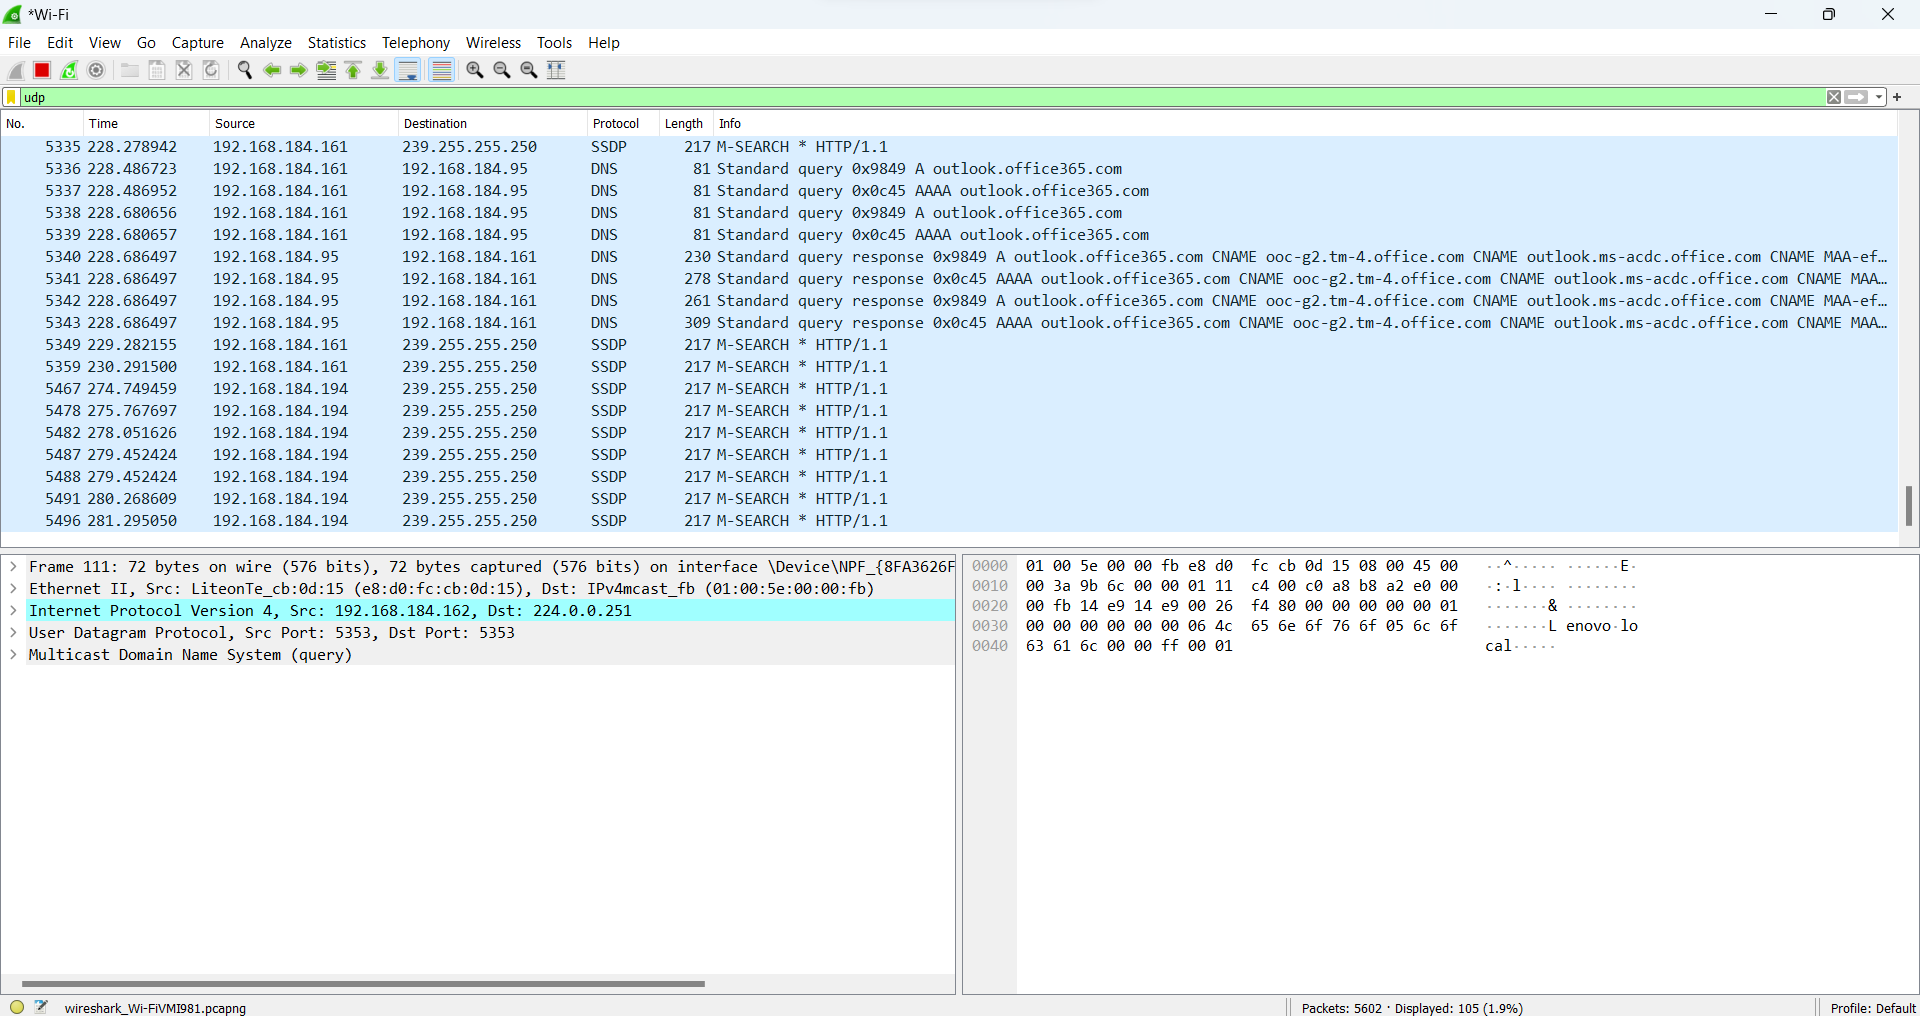 *Wi-Fi
File Edit View Go Capture Analyze Statistics Telephony Wireless Tools Help
udp
No. Time Source Destination Protocol Length Info
5335 228.278942 192.168.184.161 239.255.255.250 SSDP 217 M-SEARCH * HTTP/1.1
5336 228.486723 192.168.184.161 192.168.184.95 DNS 81 Standard query 0x9849 A outlook.office365.com
5337 228.486952 192.168.184.161 192.168.184.95 DNS 81 Standard query 0x0c45 AAAA outlook.office365.com
5338 228.680656 192.168.184.161 192.168.184.95 DNS 81 Standard query 0x9849 A outlook.office365.com
5339 228.680657 192.168.184.161 192.168.184.95 DNS 81 Standard query 0x0c45 AAAA outlook.office365.com
5340 228.686497 192.168.184.95 192.168.184.161 DNS 230 Standard query response 0x9849 A outlook.office365.com CNAME ooc-g2.tm-4.office.com CNAME outlook.ms-acdc.office.com CNAME MAA-ef…
5341 228.686497 192.168.184.95 192.168.184.161 DNS 278 Standard query response 0x0c45 AAAA outlook.office365.com CNAME ooc-g2.tm-4.office.com CNAME outlook.ms-acdc.office.com CNAME MAA…
5342 228.686497 192.168.184.95 192.168.184.161 DNS 261 Standard query response 0x9849 A outlook.office365.com CNAME ooc-g2.tm-4.office.com CNAME outlook.ms-acdc.office.com CNAME MAA-ef…
5343 228.686497 192.168.184.95 192.168.184.161 DNS 309 Standard query response 0x0c45 AAAA outlook.office365.com CNAME ooc-g2.tm-4.office.com CNAME outlook.ms-acdc.office.com CNAME MAA…
5349 229.282155 192.168.184.161 239.255.255.250 SSDP 217 M-SEARCH * HTTP/1.1
5359 230.291500 192.168.184.161 239.255.255.250 SSDP 217 M-SEARCH * HTTP/1.1
5467 274.749459 192.168.184.194 239.255.255.250 SSDP 217 M-SEARCH * HTTP/1.1
5478 275.767697 192.168.184.194 239.255.255.250 SSDP 217 M-SEARCH * HTTP/1.1
5482 278.051626 192.168.184.194 239.255.255.250 SSDP 217 M-SEARCH * HTTP/1.1
5487 279.452424 192.168.184.194 239.255.255.250 SSDP 217 M-SEARCH * HTTP/1.1
5488 279.452424 192.168.184.194 239.255.255.250 SSDP 217 M-SEARCH * HTTP/1.1
5491 280.268609 192.168.184.194 239.255.255.250 SSDP 217 M-SEARCH * HTTP/1.1
5496 281.295050 192.168.184.194 239.255.255.250 SSDP 217 M-SEARCH * HTTP/1.1
Frame 111: 72 bytes on wire (576 bits), 72 bytes captured (576 bits) on interface \Device\NPF_{8FA3626F
Ethernet II, Src: LiteonTe_cb:0d:15 (e8:d0:fc:cb:0d:15), Dst: IPv4mcast_fb (01:00:5e:00:00:fb)
Internet Protocol Version 4, Src: 192.168.184.162, Dst: 224.0.0.251
User Datagram Protocol, Src Port: 5353, Dst Port: 5353
Multicast Domain Name System (query)
0000 01 00 5e 00 00 fb e8 d0 fc cb 0d 15 08 00 45 00 ··^····· ······E·
0010 00 3a 9b 6c 00 00 01 11 c4 00 c0 a8 b8 a2 e0 00 ·:·l···· ········
0020 00 fb 14 e9 14 e9 00 26 f4 80 00 00 00 00 00 01 ·······& ········
0030 00 00 00 00 00 00 06 4c 65 6e 6f 76 6f 05 6c 6f ·······L enovo·lo
0040 63 61 6c 00 00 ff 00 01 cal·····
wireshark_Wi-FiVMI981.pcapng
Packets: 5602 · Displayed: 105 (1.9%)
Profile: Default